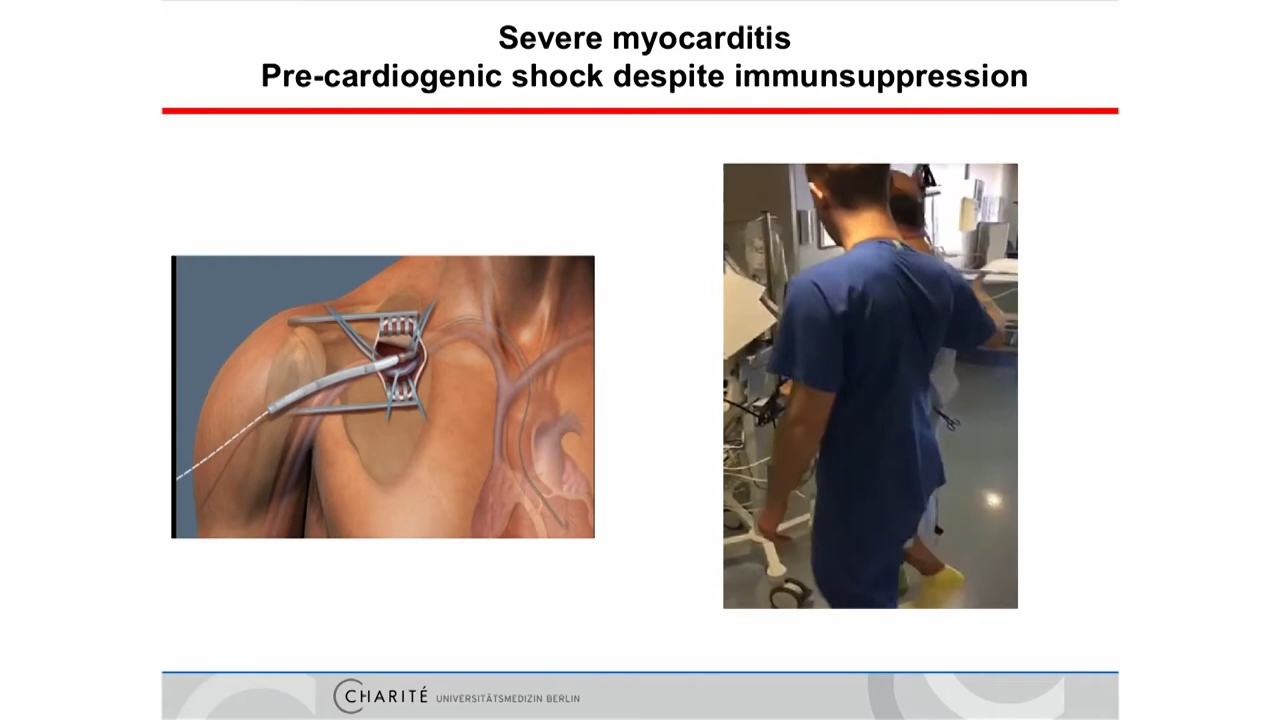 Severe myocarditis
Pre-cardiogenic shock despite immunsuppression
CHARITÉ UNIVERSITÄTSMEDIZIN BERLIN